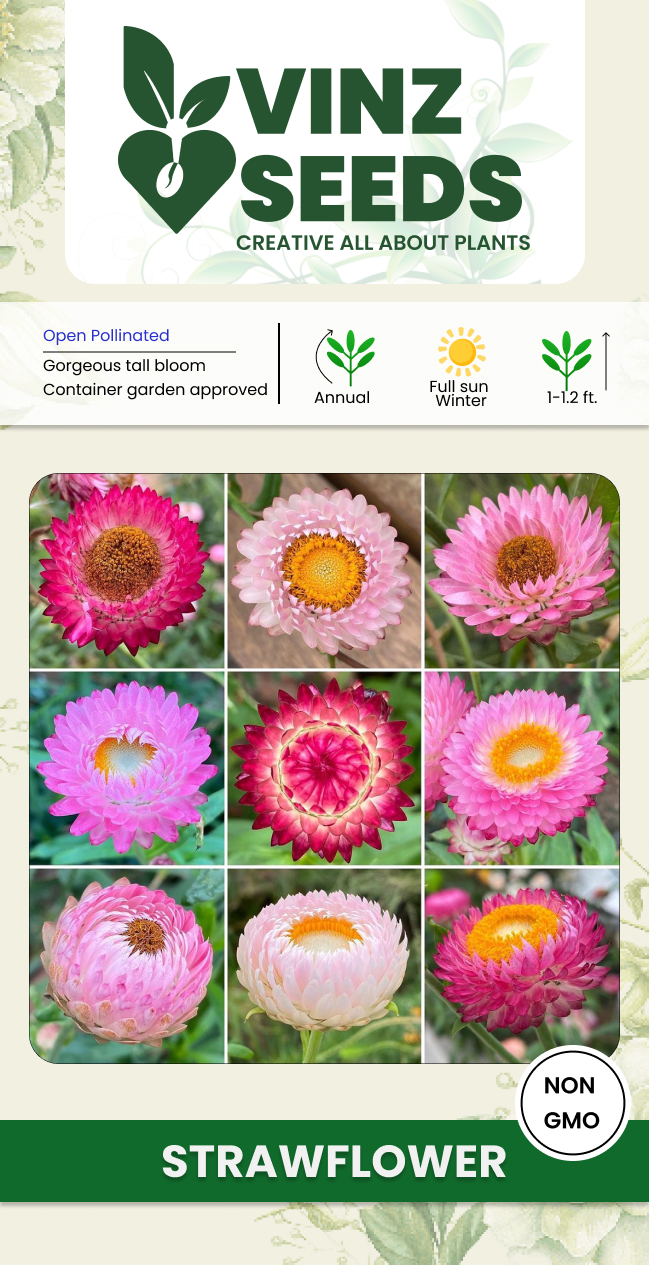 VINZ
SEEDS
CREATIVE ALL ABOUT PLANTS
Open Pollinated
Gorgeous tall bloom
Container garden approved
Annual
Full sun
Winter
1-1.2 ft.
NON
GMO
STRAWFLOWER